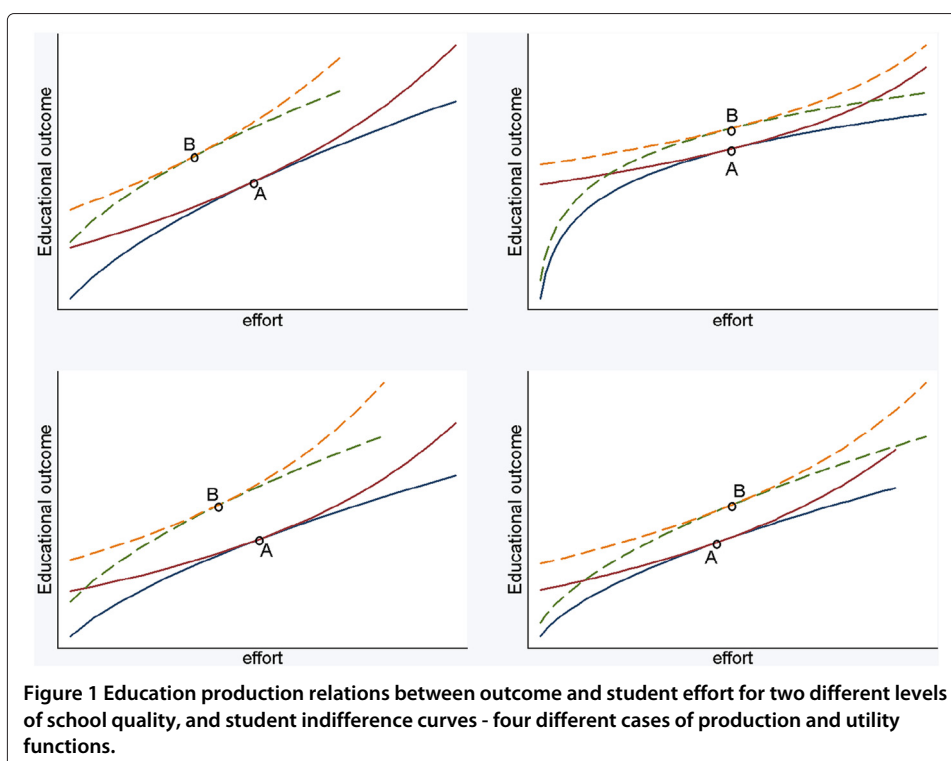 Educational outcome
B
A
effort
Educational outcome
B
A
effort
Educational outcome
B
A
effort
Educational outcome
B
A
effort
Figure 1 Education production relations between outcome and student effort for two different levels
of school quality, and student indifference curves - four different cases of production and utility
functions.